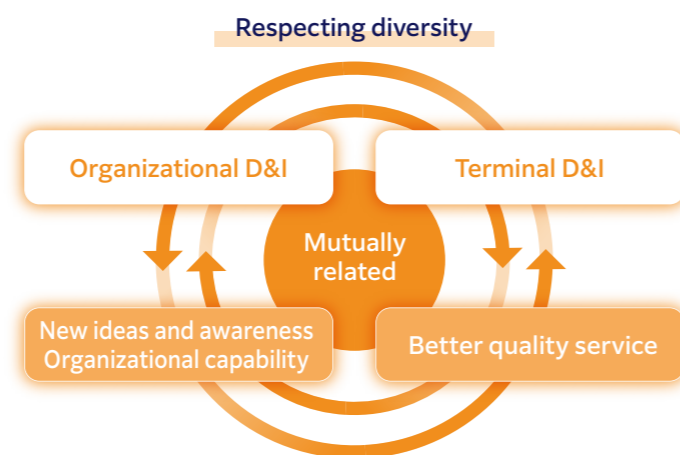 Respecting diversity
Organizational D&I
Terminal D&I
Mutually
related
New ideas and awareness
Organizational capability
Better quality service